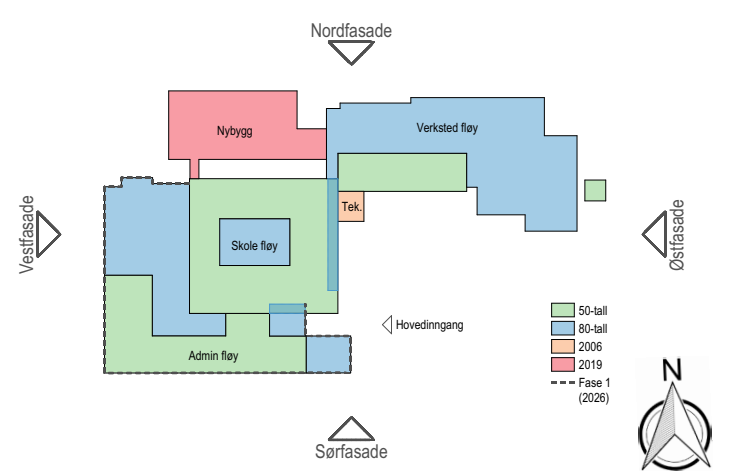 Nordfasade
Nybygg
Verksted fløy
Tek.
Vestfasade
Østfasade
Skole fløy
Hovedinngang
Admin fløy
50-tall
80-tall
2006
2019
Fase 1
(2026)
N
Sørfasade